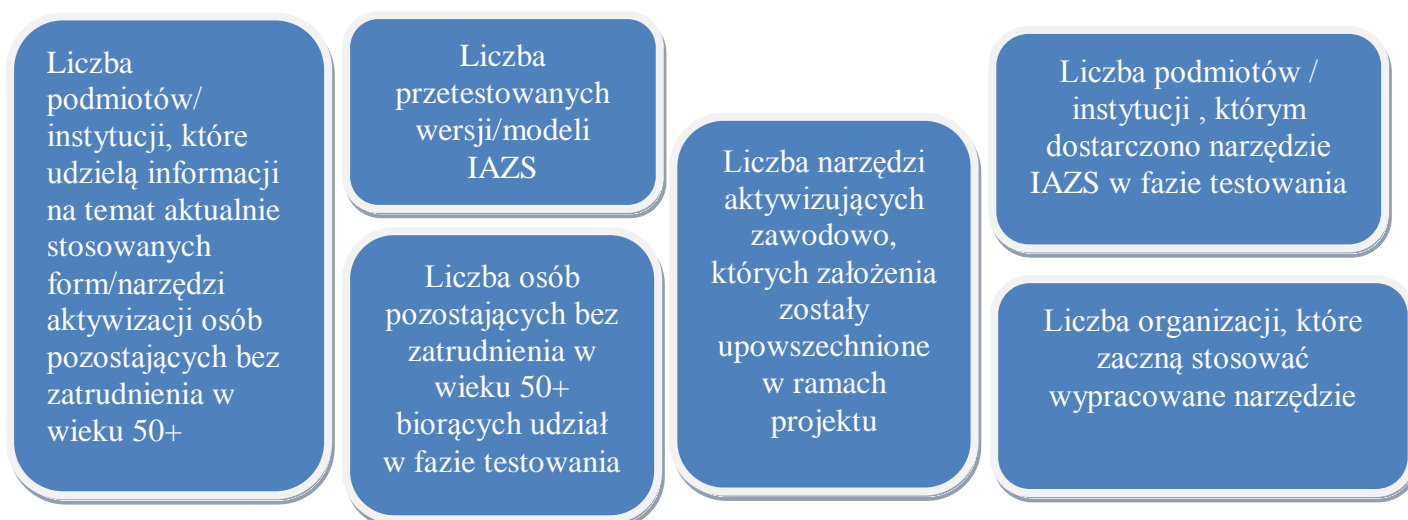 Liczba
podmiotów/
instytucji, które
udzielą informacji
na temat aktualnie
stosowanych
form/narzędzi
aktywizacji osób
pozostających bez
zatrudnienia w
wieku 50+
Liczba
przetestowanych
wersji/modeli
IAZS
Liczba osób
pozostających bez
zatrudnienia w
wieku 50+
biorących udział
w fazie testowania
Liczba narzędzi
aktywizujących
zawodowo,
których założenia
zostały
upowszechnione
w ramach
projektu
Liczba podmiotów /
instytucji , którym
dostarczono narzędzie
IAZS w fazie testowania
Liczba organizacji, które
zaczną stosować
wypracowane narzędzie